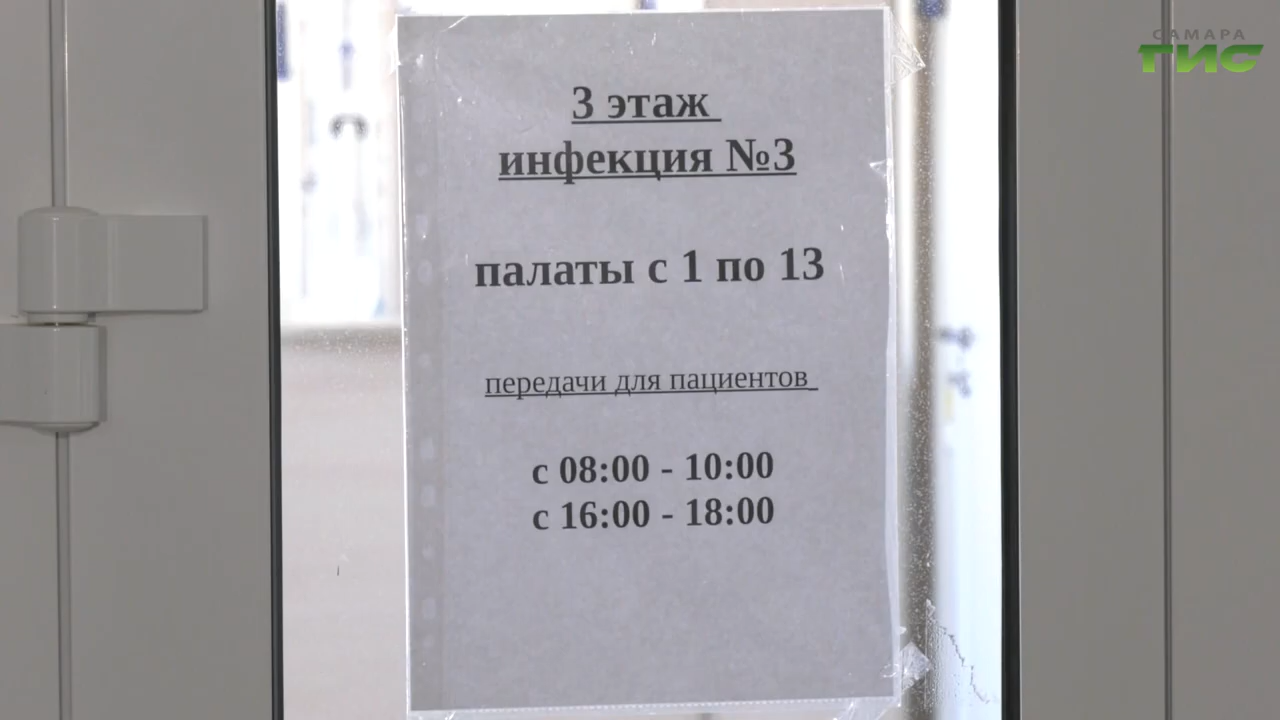 САМАРА
ГИС
3 этаж
инфекция №3
палаты с 1 по 13
передачи для пациентов
с 08:00 - 10:00
с 16:00 - 18:00